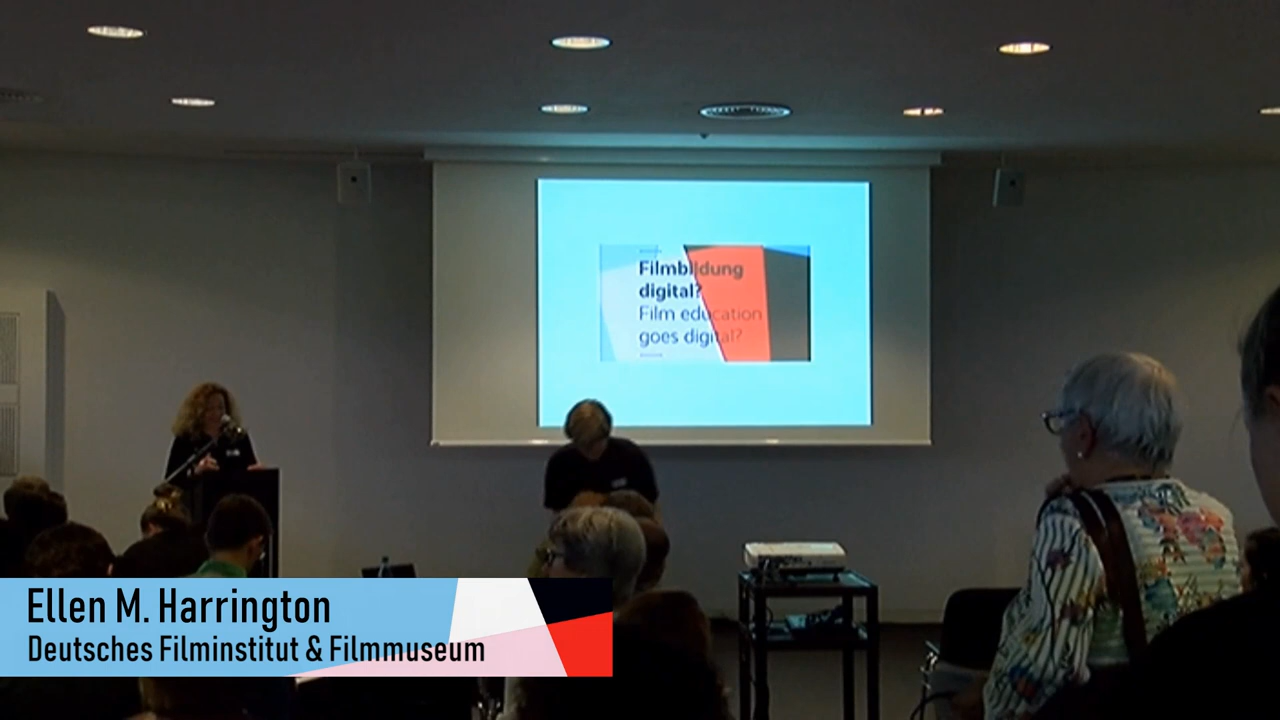 Filmbildung
digital?
Film education
goes digital?
Ellen M. Harrington
Deutsches Filminstitut & Filmmuseum